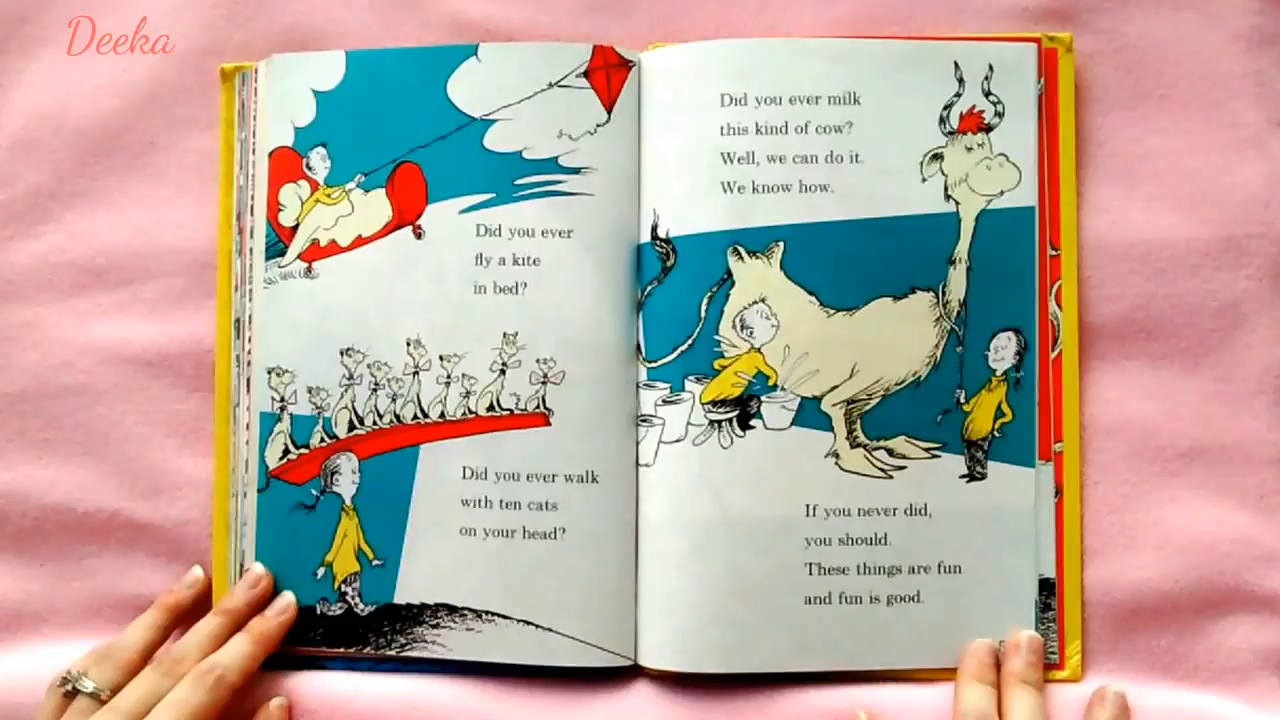 Deeka
Did you ever
fly a kite
in bed?
Did you ever walk
with ten cats
on your head?
Did you ever milk
this kind of cow?
Well, we can do it.
We know how.
If you never did,
you should.
These things are fun
and fun is good.